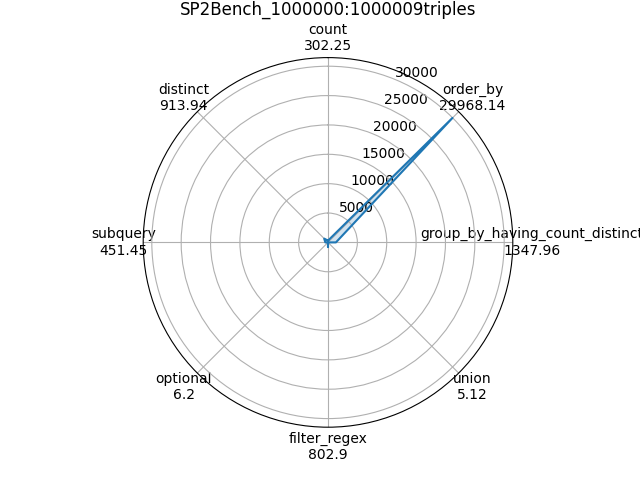 SP2Bench_1000000:1000009triples
count
302.25
30000
order_by
29968.14
distinct
913.94
25000
20000
15000
10000
5000
subquery
451.45
group_by_having_count_distinct
1347.96
optional
6.2
union
5.12
filter_regex
802.9